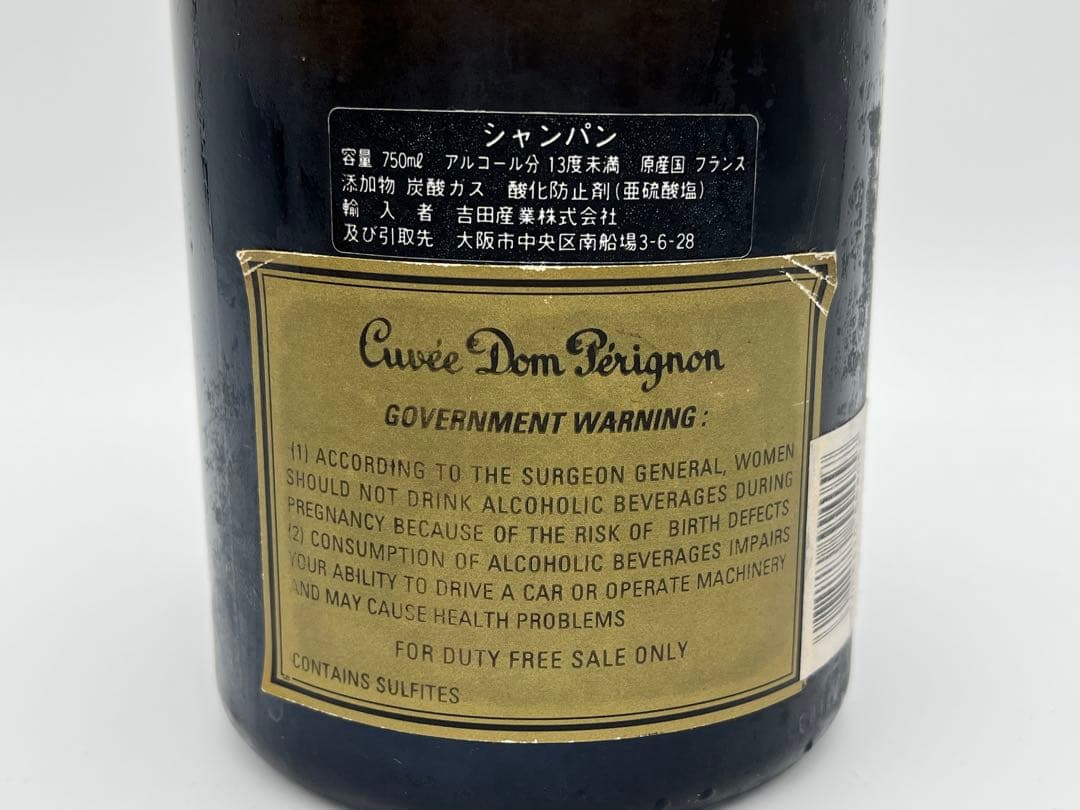 シャンパン
容量 750ml アルコール分 13度未満 原産国 フランス
添加物 炭酸ガス 酸化防止剤(亜硫酸塩)
輸入者 吉田産業株式会社
及び引取先 大阪市中央区南船場3-6-28
Cuvée Dom Pérignon
GOVERNMENT WARNING:
(1) ACCORDING TO THE SURGEON GENERAL, WOMEN
SHOULD NOT DRINK ALCOHOLIC BEVERAGES DURING
PREGNANCY BECAUSE OF THE RISK OF BIRTH DEFECTS
(2) CONSUMPTION OF ALCOHOLIC BEVERAGES IMPAIRS
YOUR ABILITY TO DRIVE A CAR OR OPERATE MACHINERY
AND MAY CAUSE HEALTH PROBLEMS
FOR DUTY FREE SALE ONLY
CONTAINS SULFITES